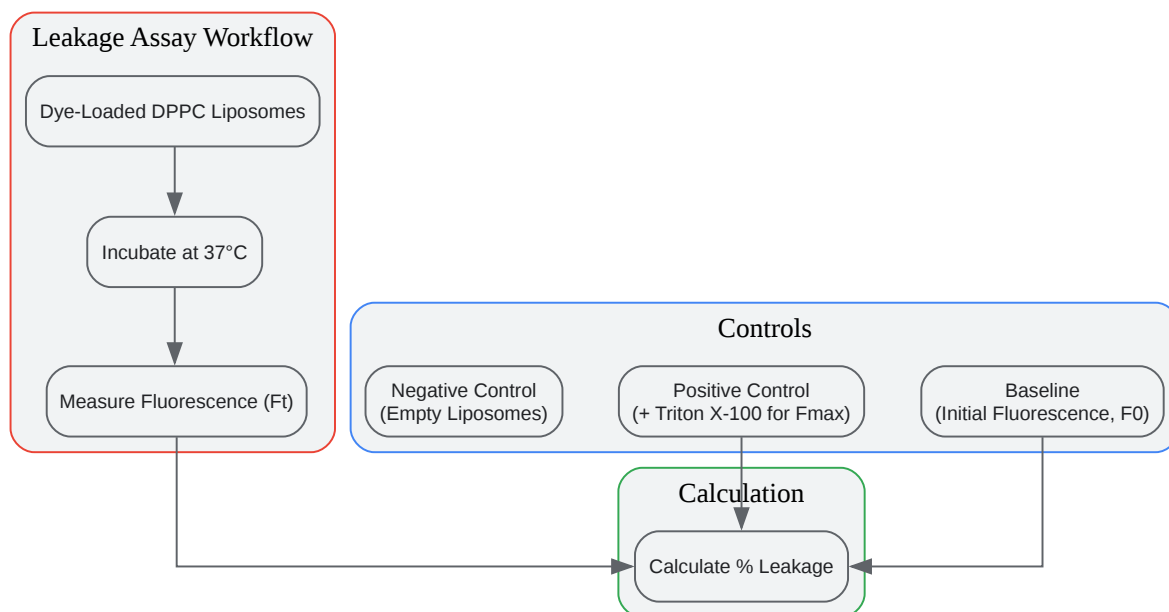 Leakage Assay Workflow
Dye-Loaded DPPC Liposomes
Incubate at 37°C
Measure Fluorescence (Ft)
Controls
Negative Control
(Empty Liposomes)
Positive Control
(+ Triton X-100 for Fmax)
Baseline
(Initial Fluorescence, F0)
Calculation
Calculate % Leakage